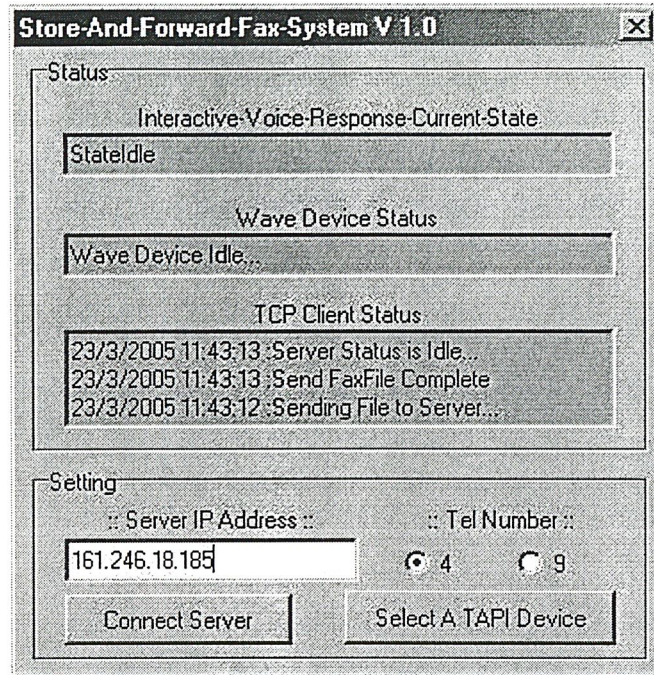 Store-And-Forward-Fax-System V 1.0
Status
Interactive-Voice-Response-Current-State
StateIdle
Wave Device Status
Wave Device Idle...
TCP Client Status
23/3/2005 11:43:13 :Server Status is Idle...
23/3/2005 11:43:13 :Send FaxFile Complete
23/3/2005 11:43:12 :Sending File to Server...
Setting
:: Server IP Address :: :: Tel Number ::
161.246.18.185 4 9
Connect Server Select A TAPI Device